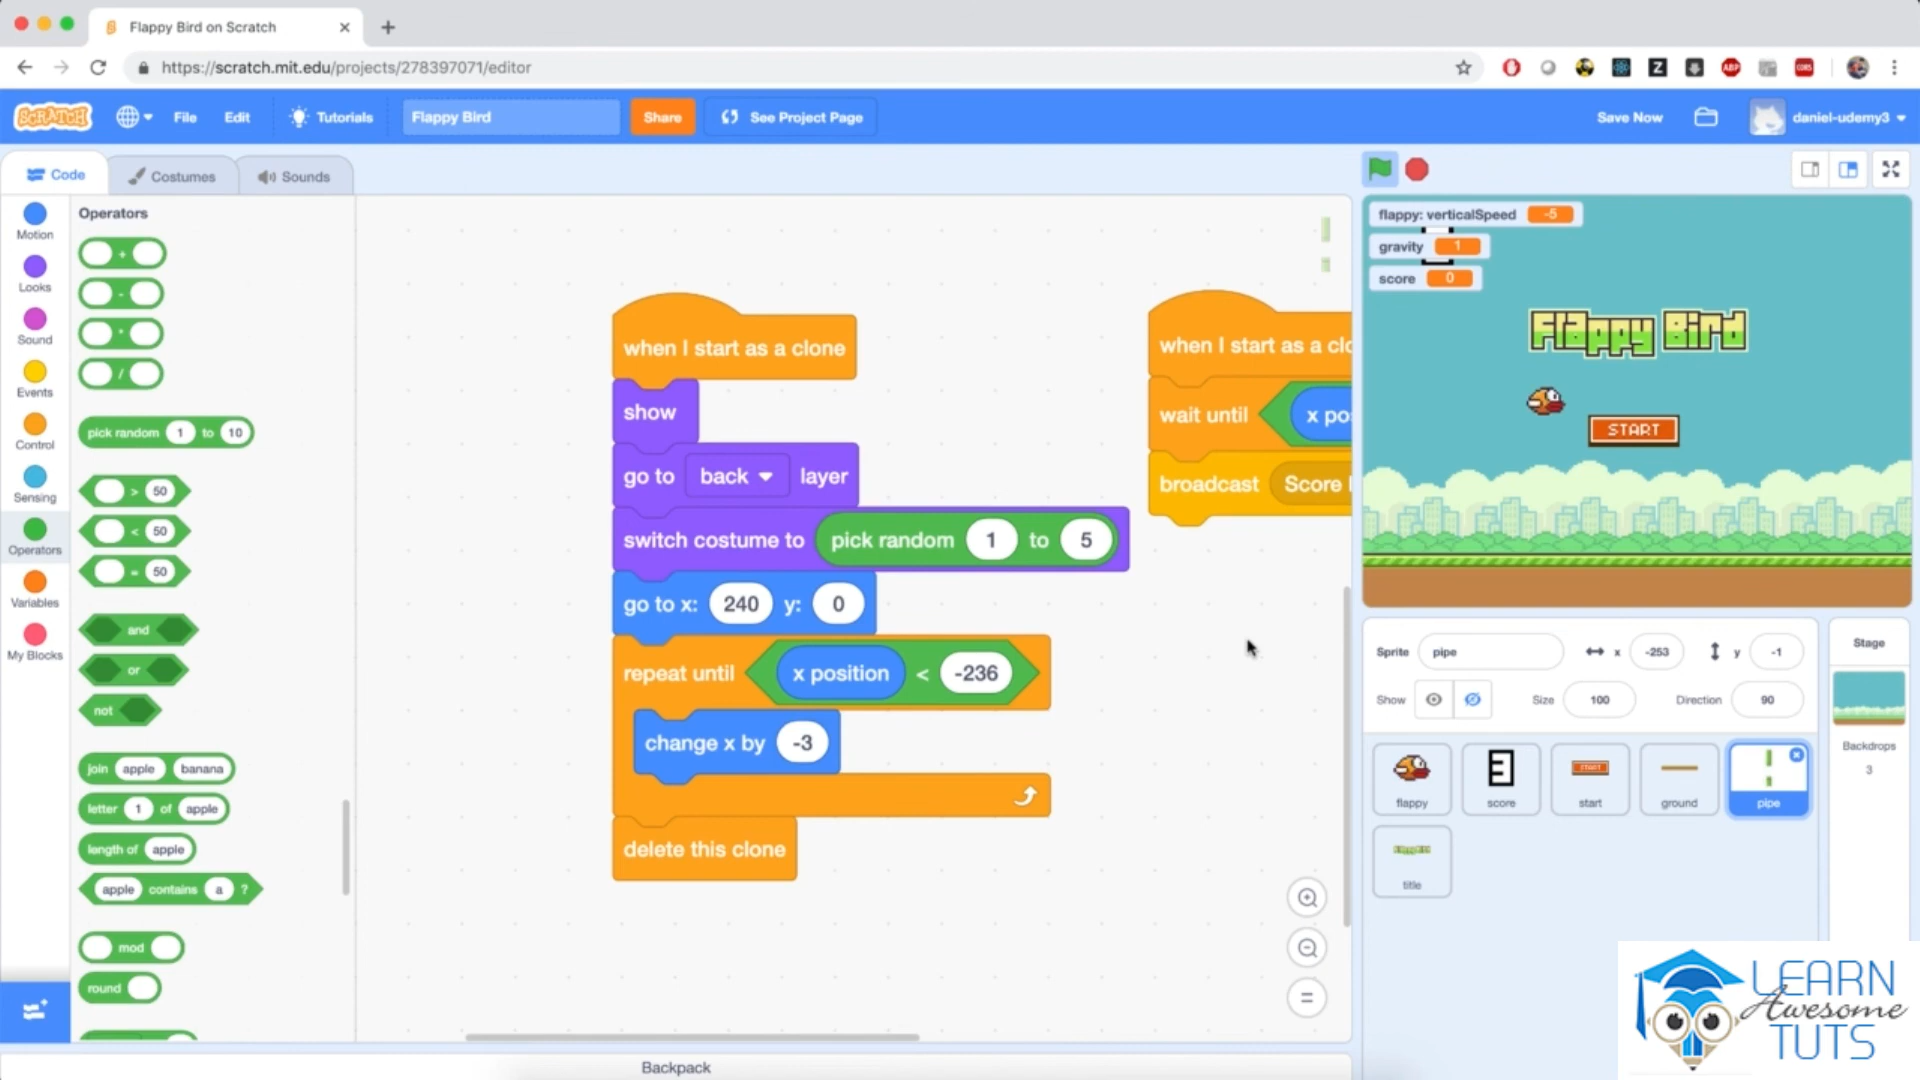 Flappy Bird on Scratch
https://scratch.mit.edu/projects/278397071/editor
ABP
CORS
SCRATCH
File
Edit
Tutorials
Flappy Bird
Share
See Project Page
Save Now
daniel-udemy3
Code
Costumes
Sounds
Motion
Looks
Sound
Events
Control
Sensing
Operators
Variables
My Blocks
Operators
+
-
*
/
pick random 1 to 10
> 50
< 50
= 50
and
or
not
join apple banana
letter 1 of apple
length of apple
apple contains a ?
mod
round
when I start as a clone
show
go to back layer
switch costume to pick random 1 to 5
go to x: 240 y: 0
repeat until x position < -236
change x by -3
delete this clone
when I start as a clo
wait until x po
broadcast Score
Backpack
flappy: verticalSpeed -5
gravity 1
score 0
Flappy Bird
START
Sprite pipe x -253 y -1
Show Size 100 Direction 90
flappy
3
score
START
start
ground
pipe
Flappy Bird
title
Stage
Backdrops
3
LEARN
Awesome
TUTS